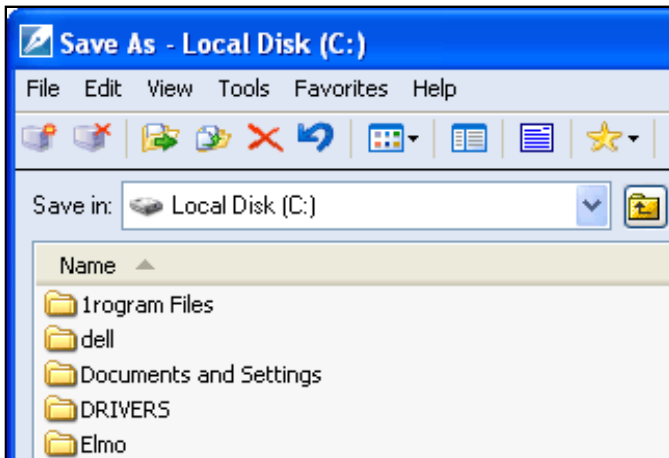 Save As - Local Disk (C:)
File Edit View Tools Favorites Help
Save in: Local Disk (C:)
Name
1rogram Files
dell
Documents and Settings
DRIVERS
Elmo